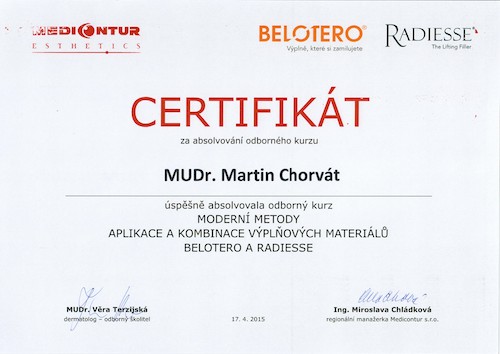 MEDICONTUR
ESTHETICS
BELOTERO®
Výplně, které si zamilujete
RADIESSE®
The Lifting Filler
CERTIFIKÁT
za absolvování odborného kurzu
MUDr. Martin Chorvát
úspěšně absolvovala odborný kurz
MODERNÍ METODY
APLIKACE A KOMBINACE VÝPLŇOVÝCH MATERIÁLŮ
BELOTERO A RADIESSE
MUDr. Věra Terzijská
dermatolog – odborný školitel
17. 4. 2015
Ing. Miroslava Chládková
regionální manažerka Medicontur s.r.o.